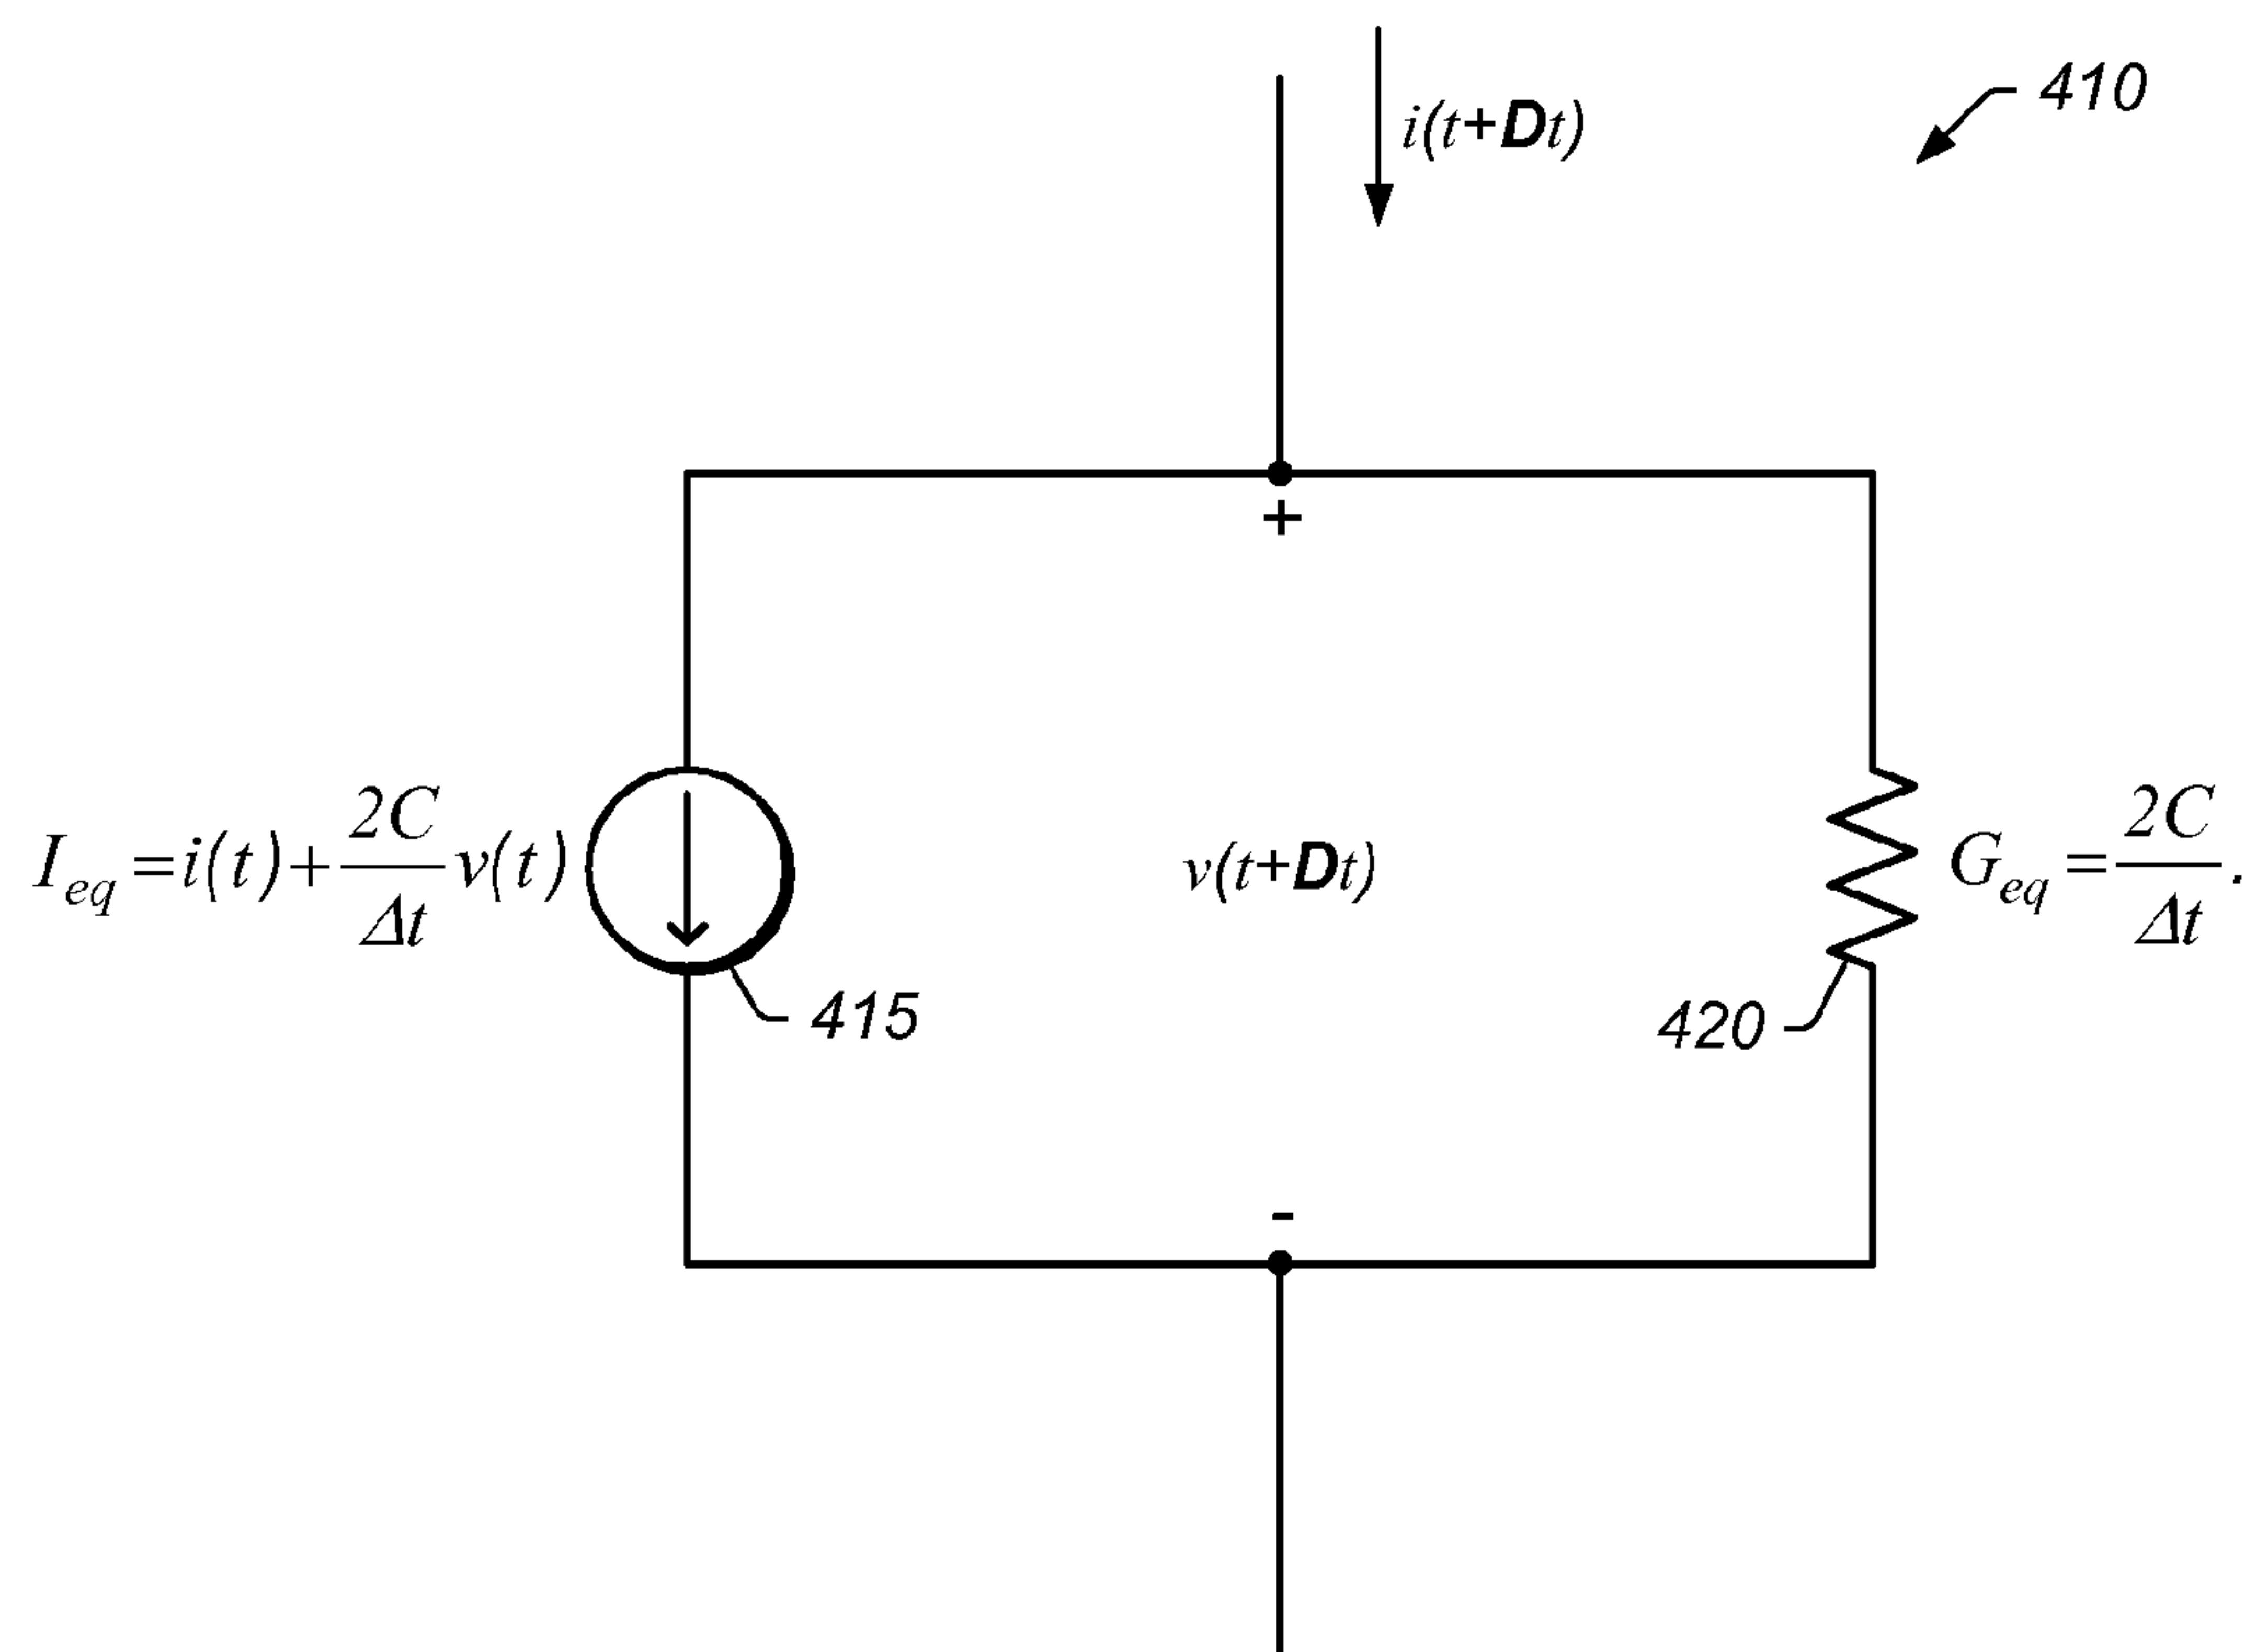 410
i(t+Dt)
+
I_eq = i(t) + 2C/Δt v(t)
v(t+Dt)
G_eq = 2C/Δt.
415
420
-